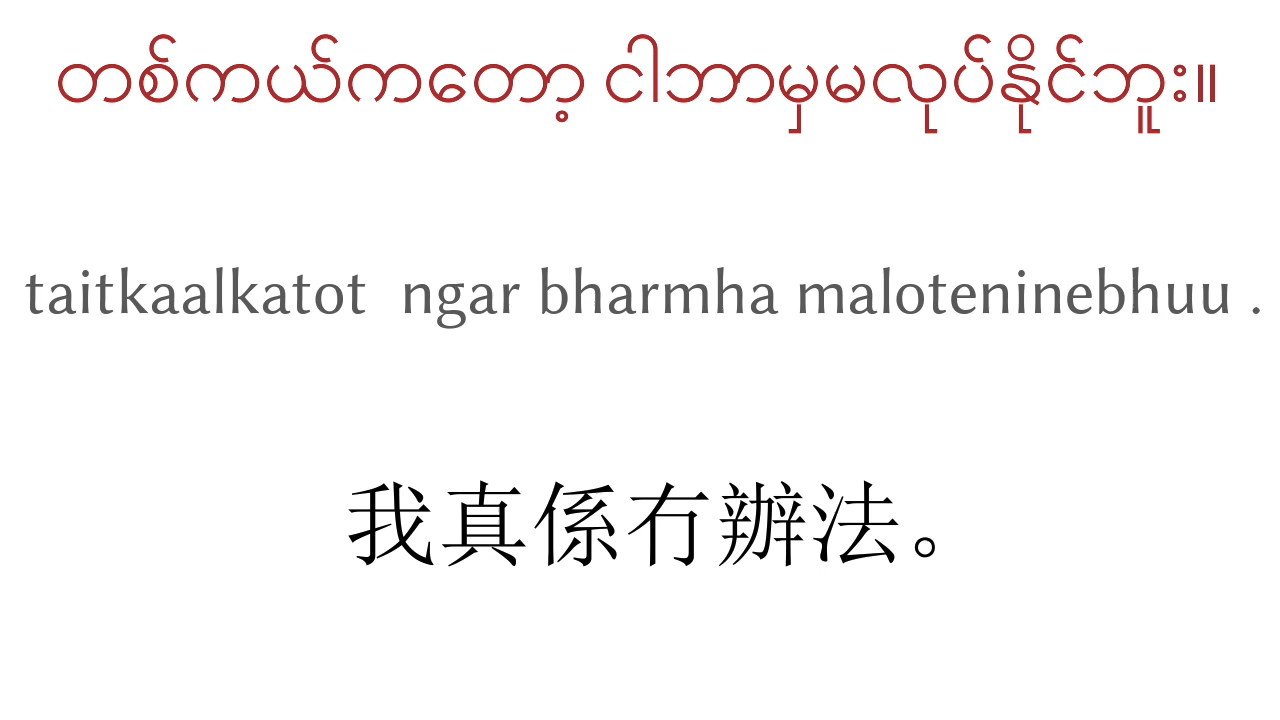 တစ်ကယ်ကတော့ ငါဘာမှမလုပ်နိုင်ဘူး။
taitkaalkatot ngar bharmha maloteninebhuu .
我真係冇辦法。